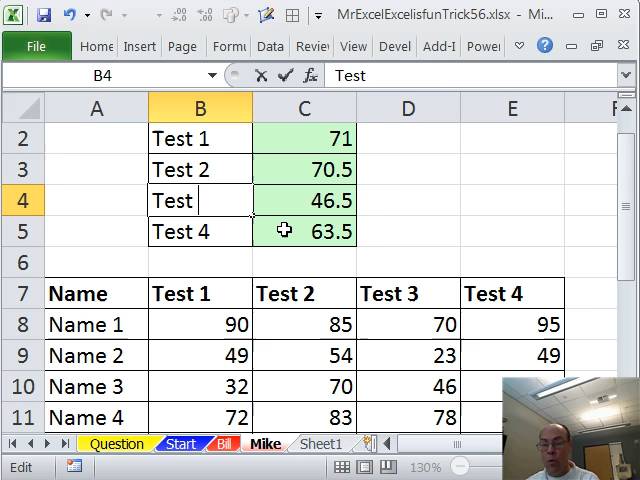 MrExcelExcelisfunTrick56.xlsx - Mi...
File Home Insert Page Formu Data Revie View Devel Add-I Power
B4 fx Test
A B C D E F
2 Test 1 71
3 Test 2 70.5
4 Test 46.5
5 Test 4 63.5
6
7 Name Test 1 Test 2 Test 3 Test 4
8 Name 1 90 85 70 95
9 Name 2 49 54 23 49
10 Name 3 32 70 46
11 Name 4 72 83 78
Question Start Bill Mike Sheet1
Edit 130%